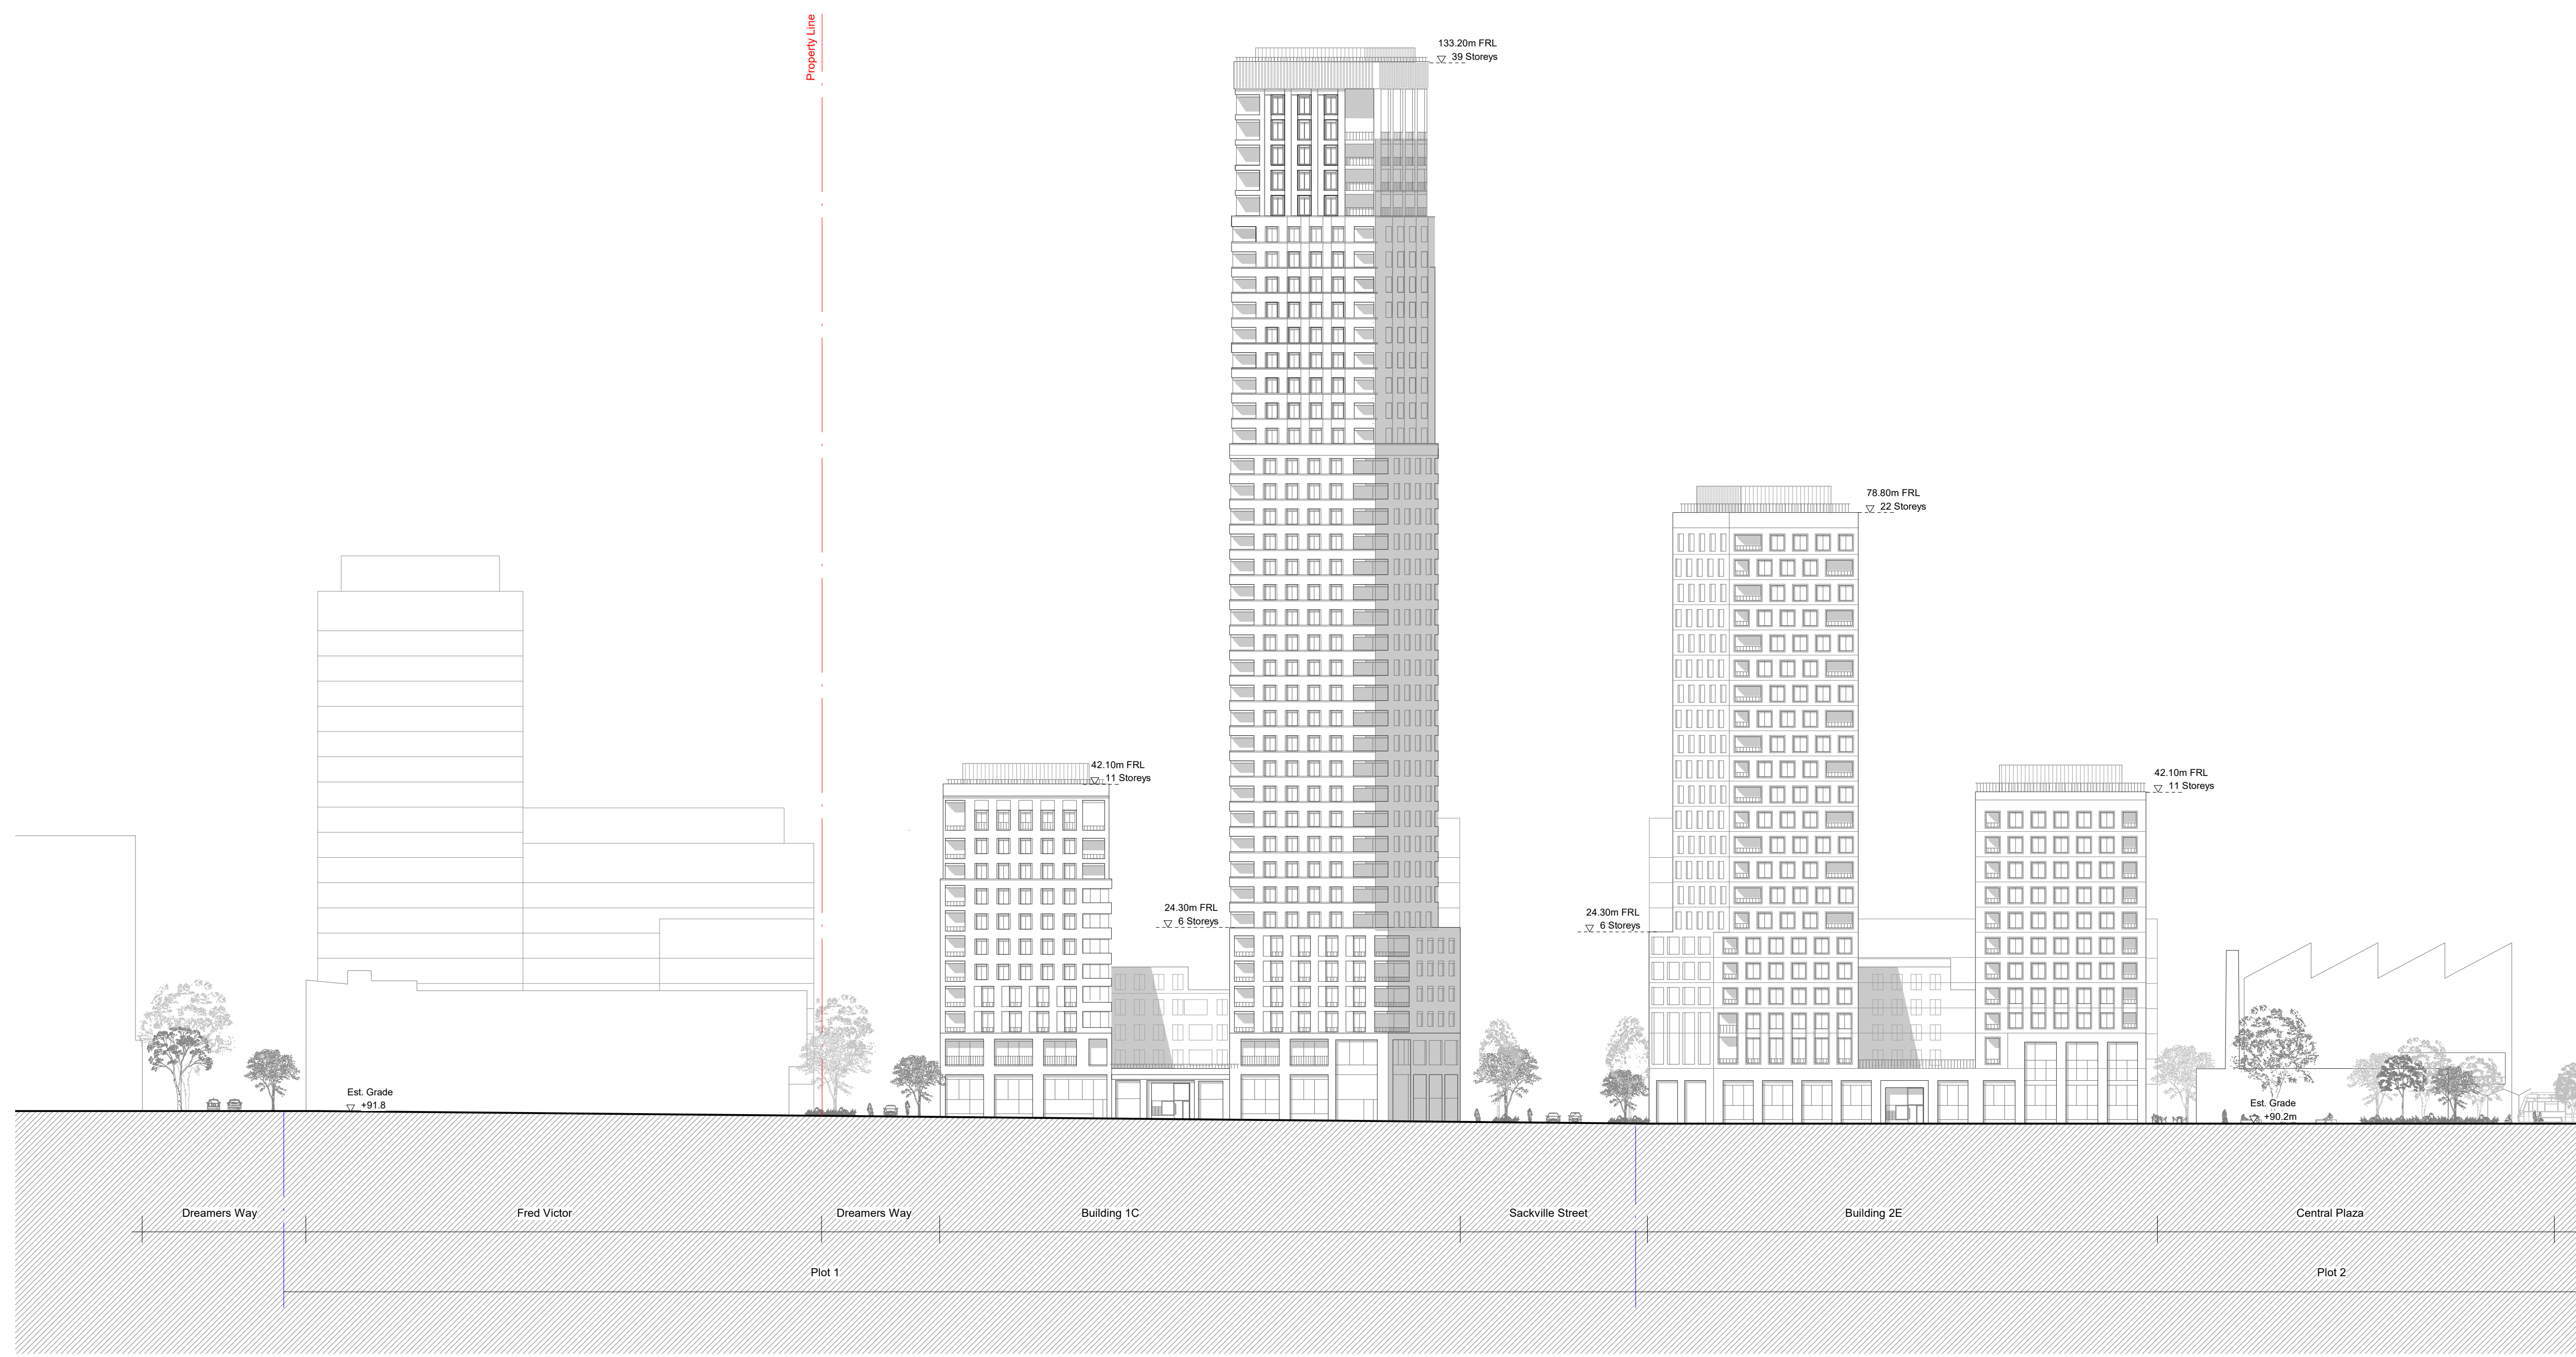 Property Line
133.20m FRL
39 Storeys
78.80m FRL
22 Storeys
42.10m FRL
11 Storeys
42.10m FRL
11 Storeys
24.30m FRL
6 Storeys
24.30m FRL
6 Storeys
Est. Grade
+91.8
Est. Grade
+90.2m
Dreamers Way
Fred Victor
Dreamers Way
Building 1C
Sackville Street
Building 2E
Central Plaza
Plot 1
Plot 2